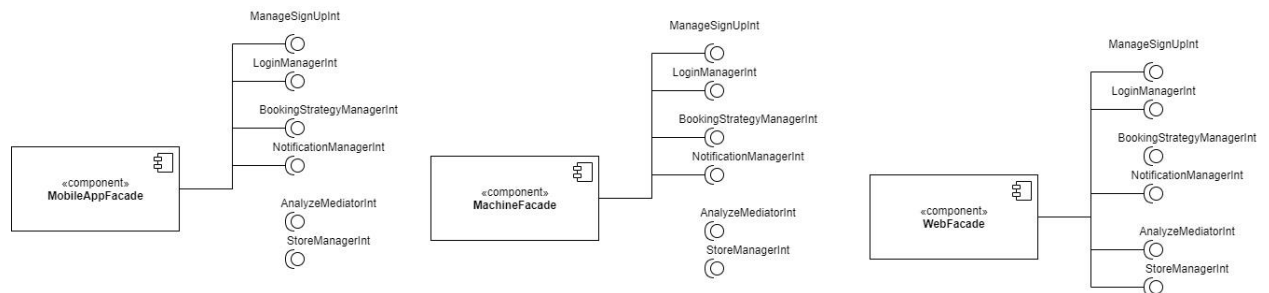 ManageSignUpInt
LoginManagerInt
BookingStrategyManagerInt
NotificationManagerInt
«component»
MobileAppFacade
AnalyzeMediatorInt
StoreManagerInt
ManageSignUpInt
LoginManagerInt
BookingStrategyManagerInt
NotificationManagerInt
«component»
MachineFacade
AnalyzeMediatorInt
StoreManagerInt
ManageSignUpInt
LoginManagerInt
BookingStrategyManagerInt
NotificationManagerInt
«component»
WebFacade
AnalyzeMediatorInt
StoreManagerInt